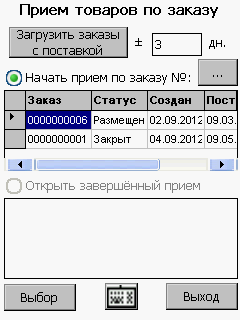 Прием товаров по заказу
Загрузить заказы
с поставкой
± 3 дн.
Начать прием по заказу №: ...
Заказ Статус Создан Пост
0000000006 Размещен 02.09.2012 09.03.
0000000001 Закрыт 04.09.2012 09.05.
Открыть завершённый прием
Выбор Выход